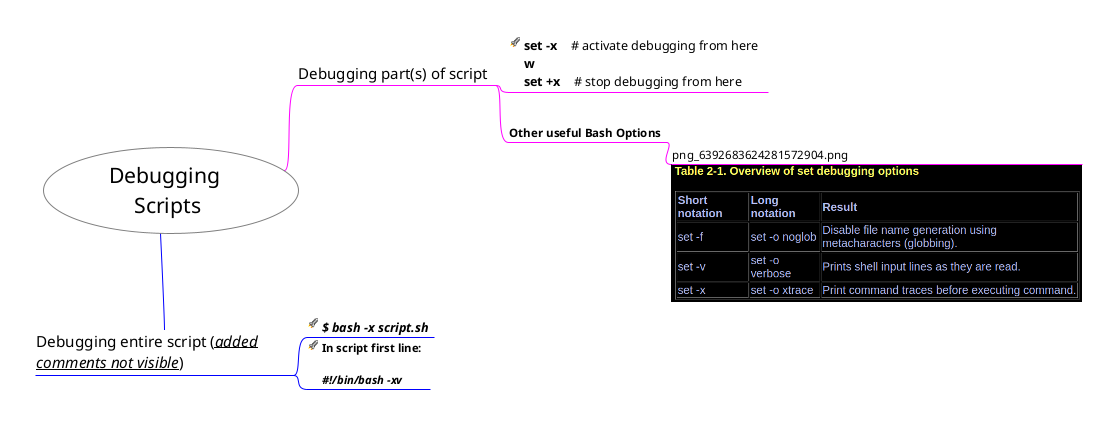 set -x    # activate debugging from here
w
set +x    # stop debugging from here
Debugging part(s) of script
Other useful Bash Options
png_6392683624281572904.png
Table 2-1. Overview of set debugging options
Short notation Long notation Result
set -f set -o noglob Disable file name generation using metacharacters (globbing).
set -v set -o verbose Prints shell input lines as they are read.
set -x set -o xtrace Print command traces before executing command.
Debugging
Scripts
Debugging entire script (added
comments not visible)
$ bash -x script.sh
In script first line:
#!/bin/bash -xv